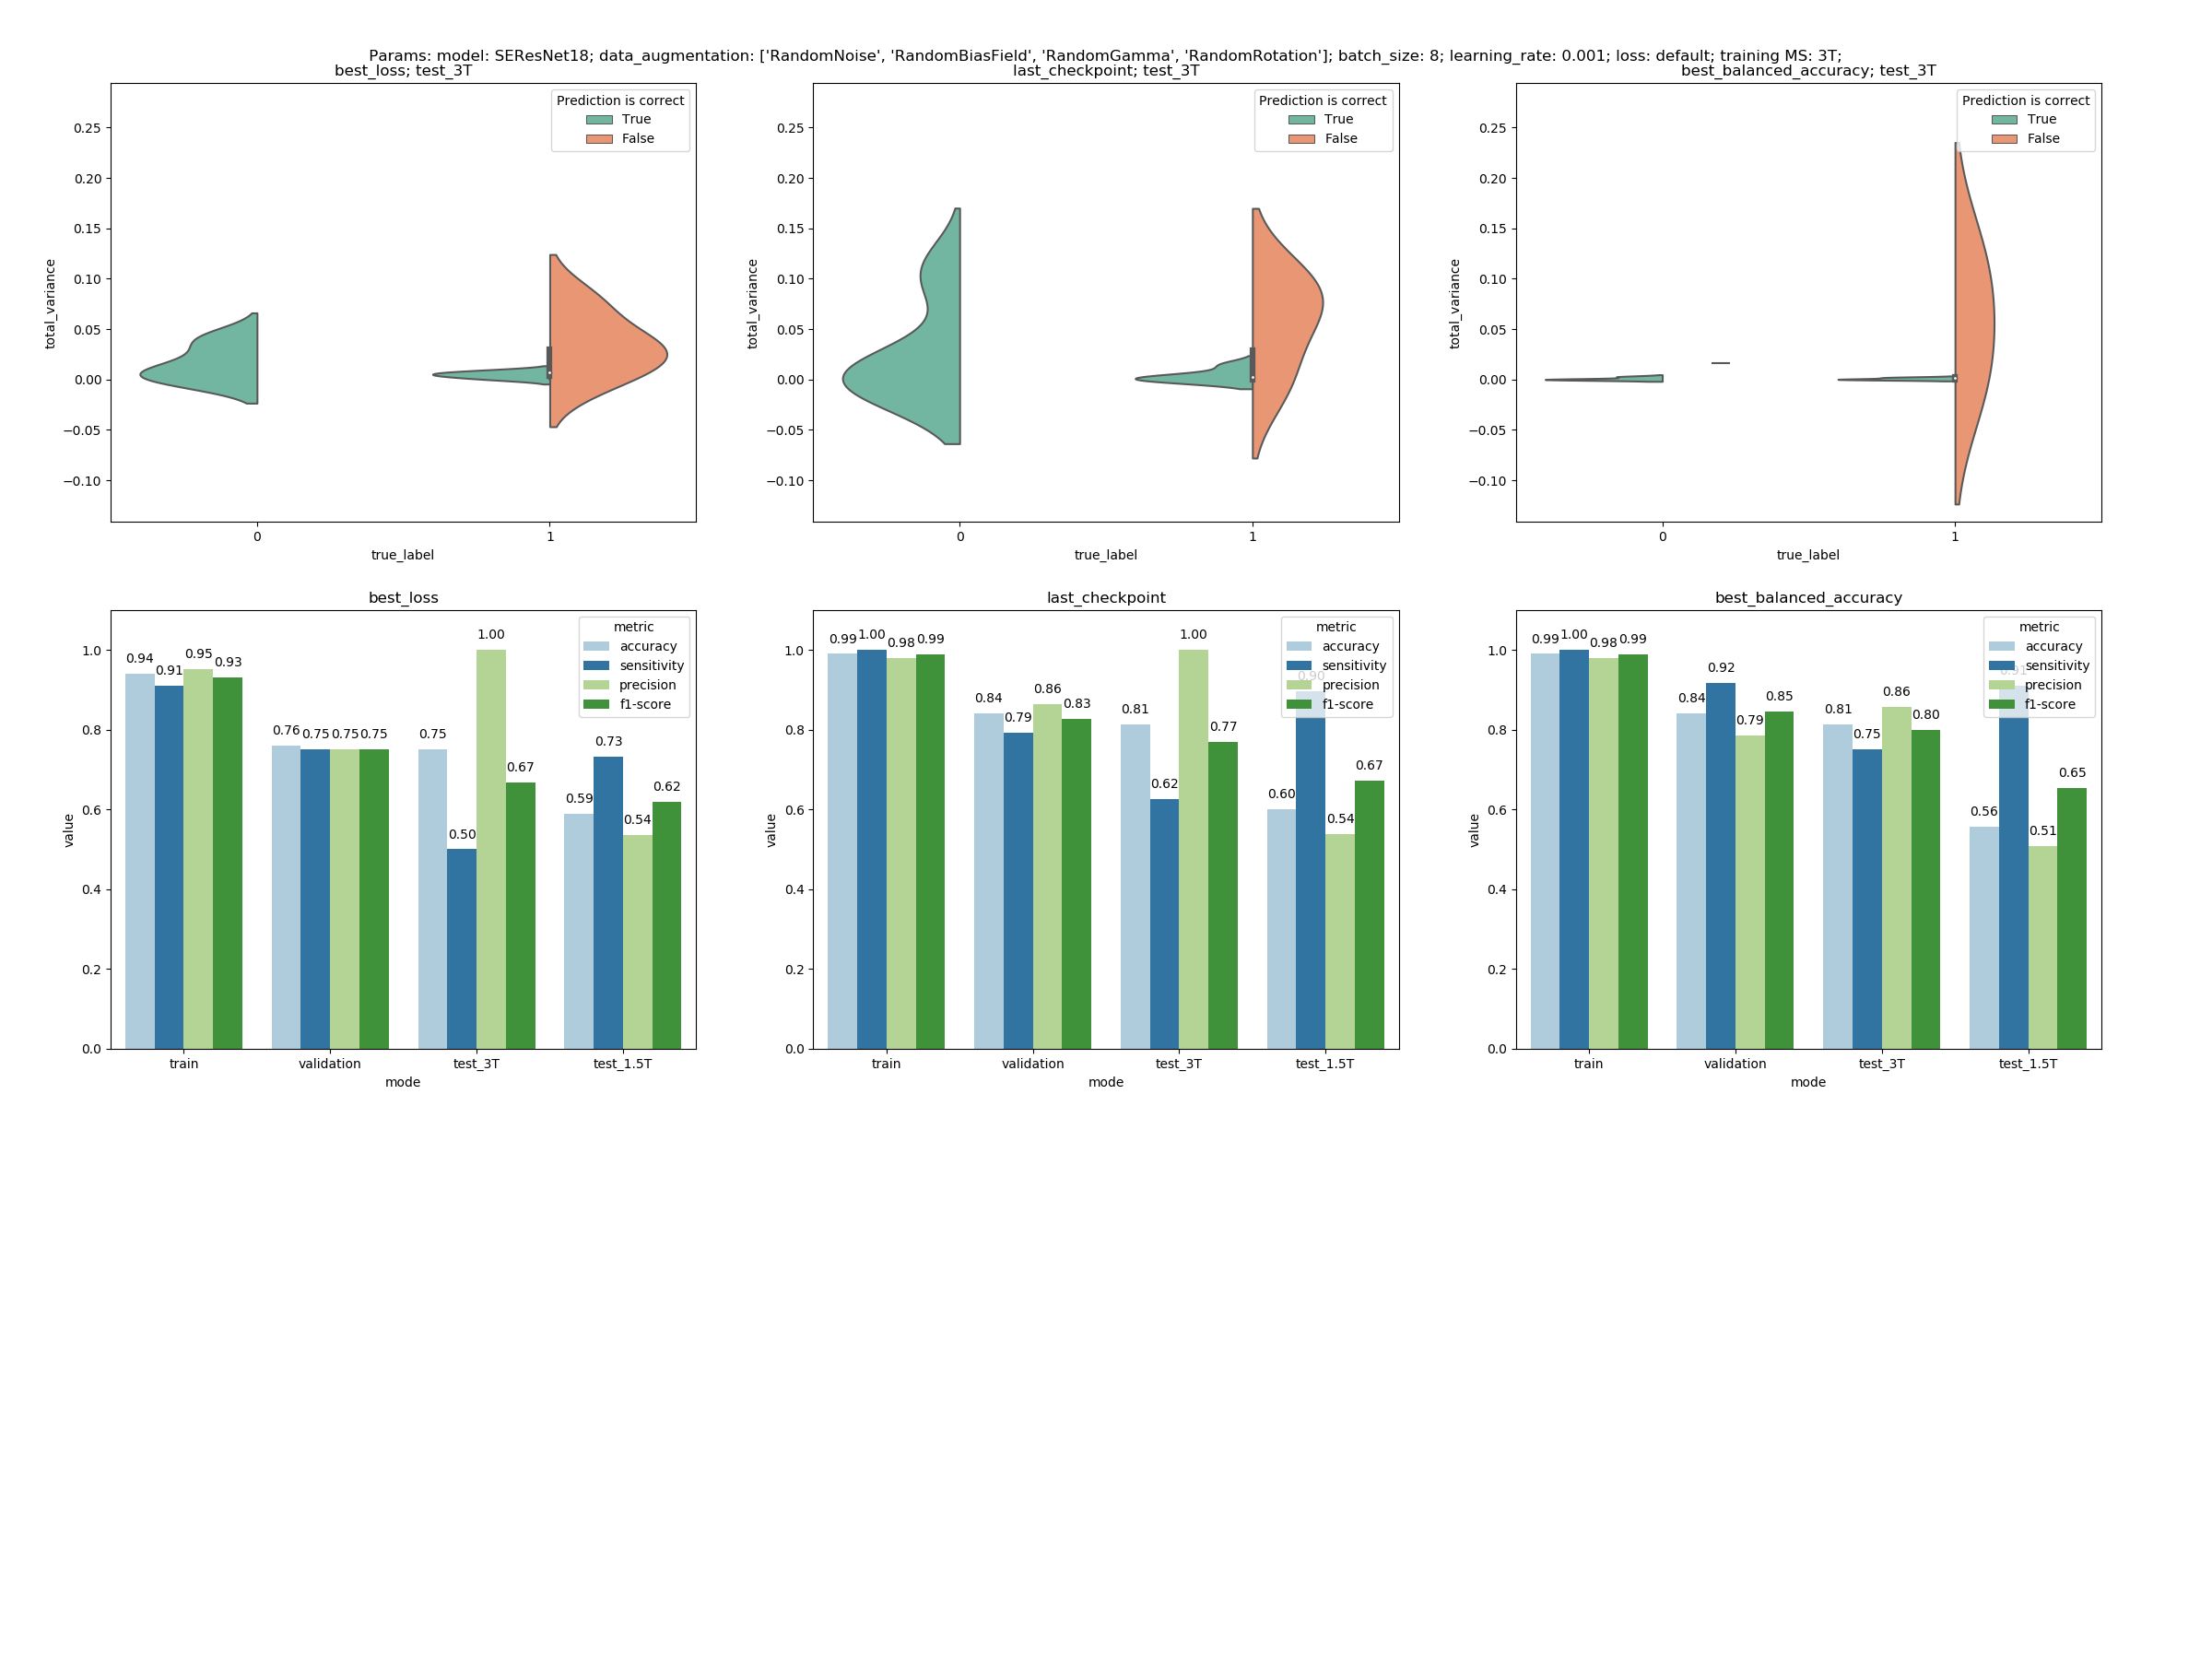 Params: model: SEResNet18; data_augmentation: ['RandomNoise', 'RandomBiasField', 'RandomGamma', 'RandomRotation']; batch_size: 8; learning_rate: 0.001; loss: default; training MS: 3T;
best_loss; test_3T
total_variance
0.25
0.20
0.15
0.10
0.05
0.00
−0.05
−0.10
Prediction is correct
True
False
0 1
true_label
last_checkpoint; test_3T
total_variance
0.25
0.20
0.15
0.10
0.05
0.00
−0.05
−0.10
Prediction is correct
True
False
0 1
true_label
best_balanced_accuracy; test_3T
total_variance
0.25
0.20
0.15
0.10
0.05
0.00
−0.05
−0.10
Prediction is correct
True
False
0 1
true_label
best_loss
value
1.0
0.8
0.6
0.4
0.2
0.0
metric
accuracy
sensitivity
precision
f1-score
0.94 0.91 0.95 0.93
0.76 0.75 0.75 0.75
0.75 0.50 1.00 0.67
0.59 0.73 0.54 0.62
train validation test_3T test_1.5T
mode
last_checkpoint
value
1.0
0.8
0.6
0.4
0.2
0.0
metric
accuracy
sensitivity
precision
f1-score
0.99 1.00 0.98 0.99
0.84 0.79 0.86 0.83
0.81 0.62 1.00 0.77
0.60 0.90 0.54 0.67
train validation test_3T test_1.5T
mode
best_balanced_accuracy
value
1.0
0.8
0.6
0.4
0.2
0.0
metric
accuracy
sensitivity
precision
f1-score
0.99 1.00 0.98 0.99
0.84 0.92 0.79 0.85
0.81 0.75 0.86 0.80
0.56 0.91 0.51 0.65
train validation test_3T test_1.5T
mode